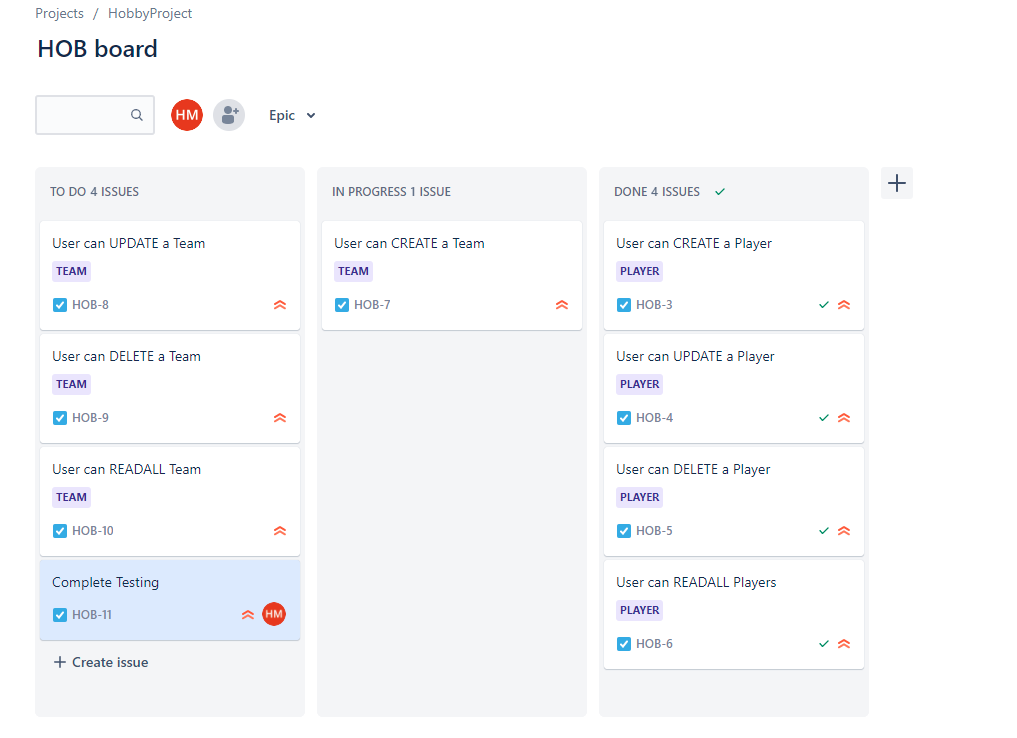 Projects / HobbyProject
HOB board
HM
Epic
TO DO 4 ISSUES
User can UPDATE a Team
TEAM
HOB-8
User can DELETE a Team
TEAM
HOB-9
User can READALL Team
TEAM
HOB-10
Complete Testing
HOB-11 HM
Create issue
IN PROGRESS 1 ISSUE
User can CREATE a Team
TEAM
HOB-7
DONE 4 ISSUES
User can CREATE a Player
PLAYER
HOB-3
User can UPDATE a Player
PLAYER
HOB-4
User can DELETE a Player
PLAYER
HOB-5
User can READALL Players
PLAYER
HOB-6